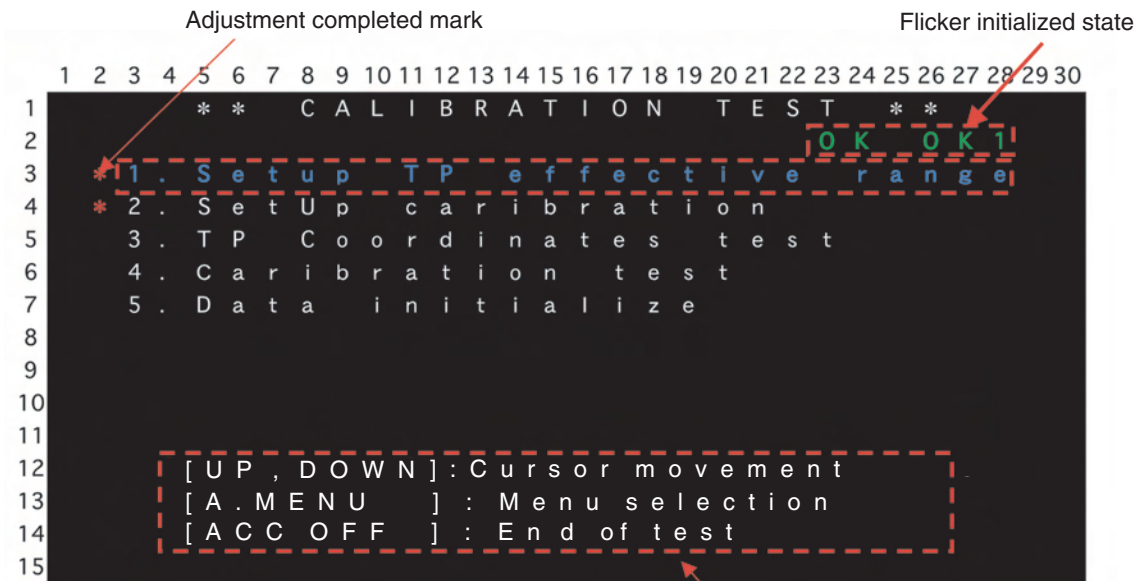 Adjustment completed mark
Flicker initialized state
1 2 3 4 5 6 7 8 9 10 11 12 13 14 15 16 17 18 19 20 21 22 23 24 25 26 27 28 29 30
1 ** CALIBRATION TEST **
2 OK OK1
3 *1. Setup TP effective range
4 *2. SetUp caribration
5 3. TP Coordinates test
6 4. Caribration test
7 5. Data initialize
8
9
10
11
12 [UP,DOWN]:Cursor movement
13 [A.MENU ]: Menu selection
14 [ACC OFF ]: End of test
15